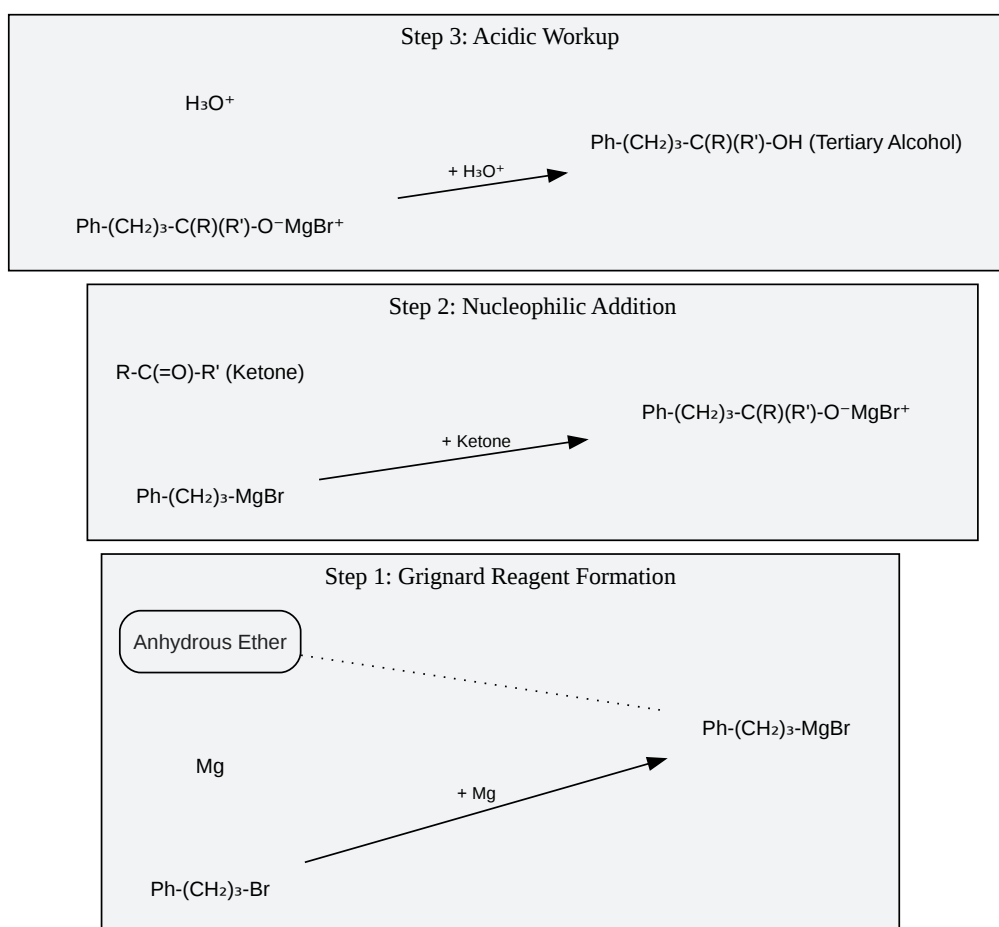 Step 3: Acidic Workup
H₃O⁺
Ph-(CH₂)₃-C(R)(R')-OH (Tertiary Alcohol)
+ H₃O⁺
Ph-(CH₂)₃-C(R)(R')-O⁻MgBr⁺
Step 2: Nucleophilic Addition
R-C(=O)-R' (Ketone)
Ph-(CH₂)₃-C(R)(R')-O⁻MgBr⁺
+ Ketone
Ph-(CH₂)₃-MgBr
Step 1: Grignard Reagent Formation
Anhydrous Ether
Ph-(CH₂)₃-MgBr
Mg
+ Mg
Ph-(CH₂)₃-Br